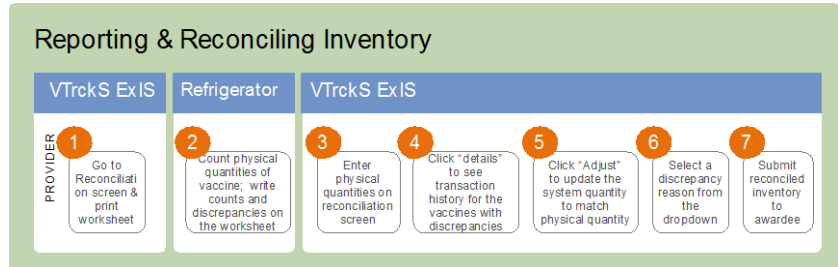 Reporting & Reconciling Inventory
VTrckS ExIS
Refrigerator
VTrckS ExIS
PROVIDER
1
Go to
Reconciliati
on screen &
print
worksheet
2
Count physical
quantities of
vaccine; write
counts and
discrepancies on
the worksheet
3
Enter
physical
quantities on
reconciliation
screen
4
Click “details”
to see
transaction
history for the
vaccines with
discrepancies
5
Click “Adjust”
to update the
system quantity
to match
physical quantity
6
Select a
discrepancy
reason from
the
dropdown
7
Submit
reconciled
inventory
to
awardee